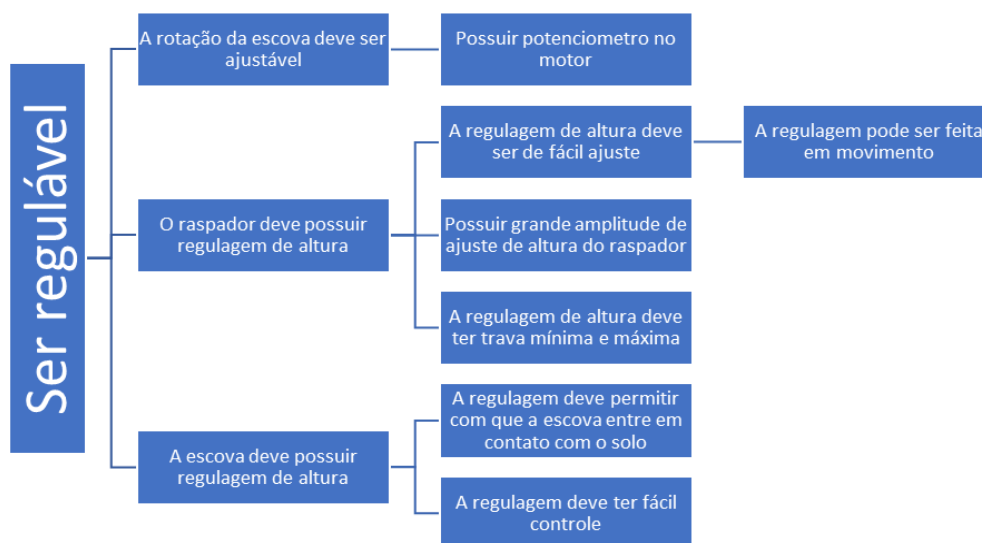 Ser regulável
A rotação da escova deve ser
ajustável
Possuir potenciometro no
motor
O raspador deve possuir
regulagem de altura
A regulagem de altura deve
ser de fácil ajuste
A regulagem pode ser feita
em movimento
Possuir grande amplitude de
ajuste de altura do raspador
A regulagem de altura deve
ter trava mínima e máxima
A escova deve possuir
regulagem de altura
A regulagem deve permitir
com que a escova entre em
contato com o solo
A regulagem deve ter fácil
controle